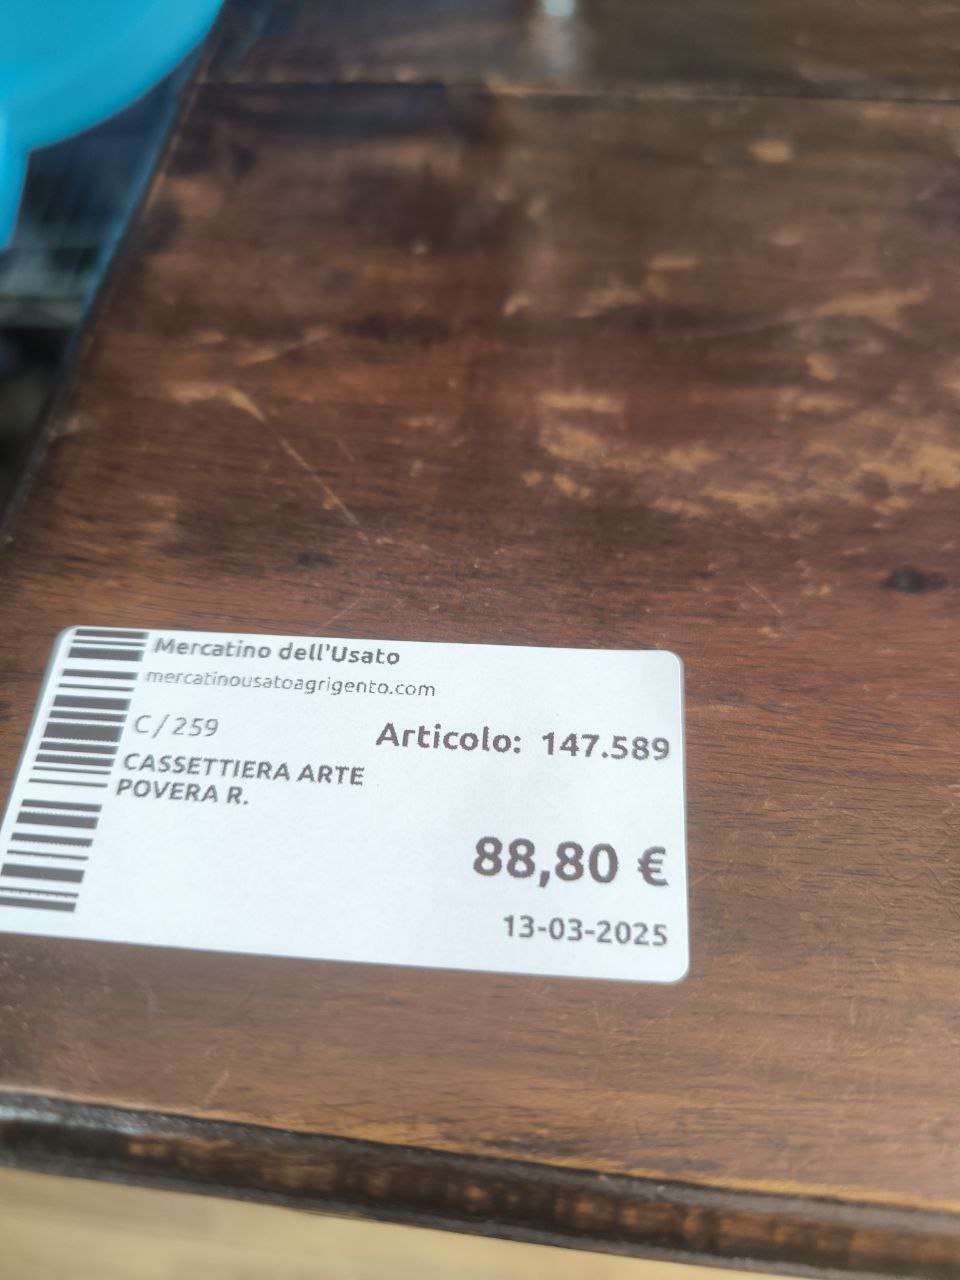 Mercatino dell'Usato
mercatinousatoagrigento.com
C/259
Articolo: 147.589
CASSETTIERA ARTE
POVERA R.
88,80 €
13-03-2025